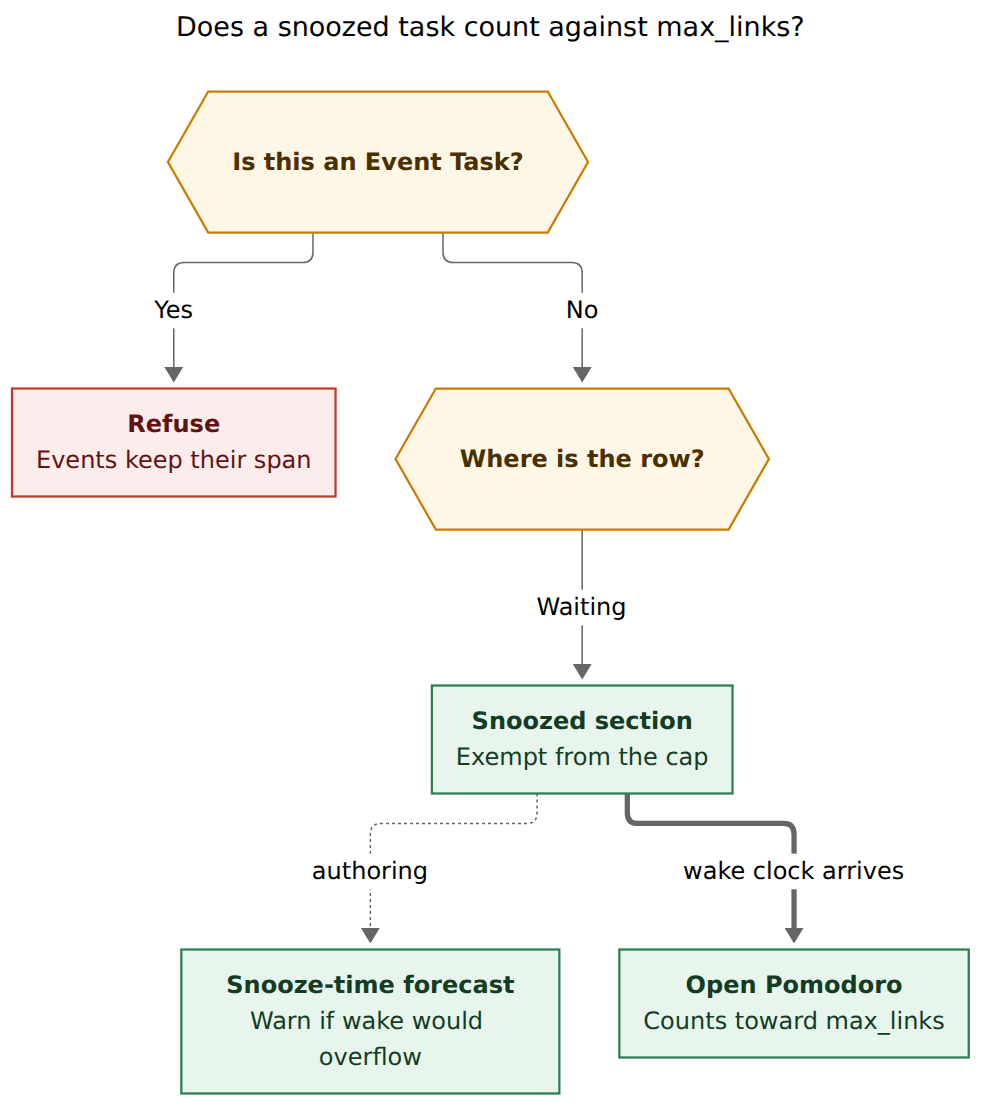 Does a snoozed task count against max_links?
Is this an Event Task?
Yes
No
Refuse
Events keep their span
Where is the row?
Waiting
Snoozed section
Exempt from the cap
authoring
wake clock arrives
Snooze-time forecast
Warn if wake would
overflow
Open Pomodoro
Counts toward max_links